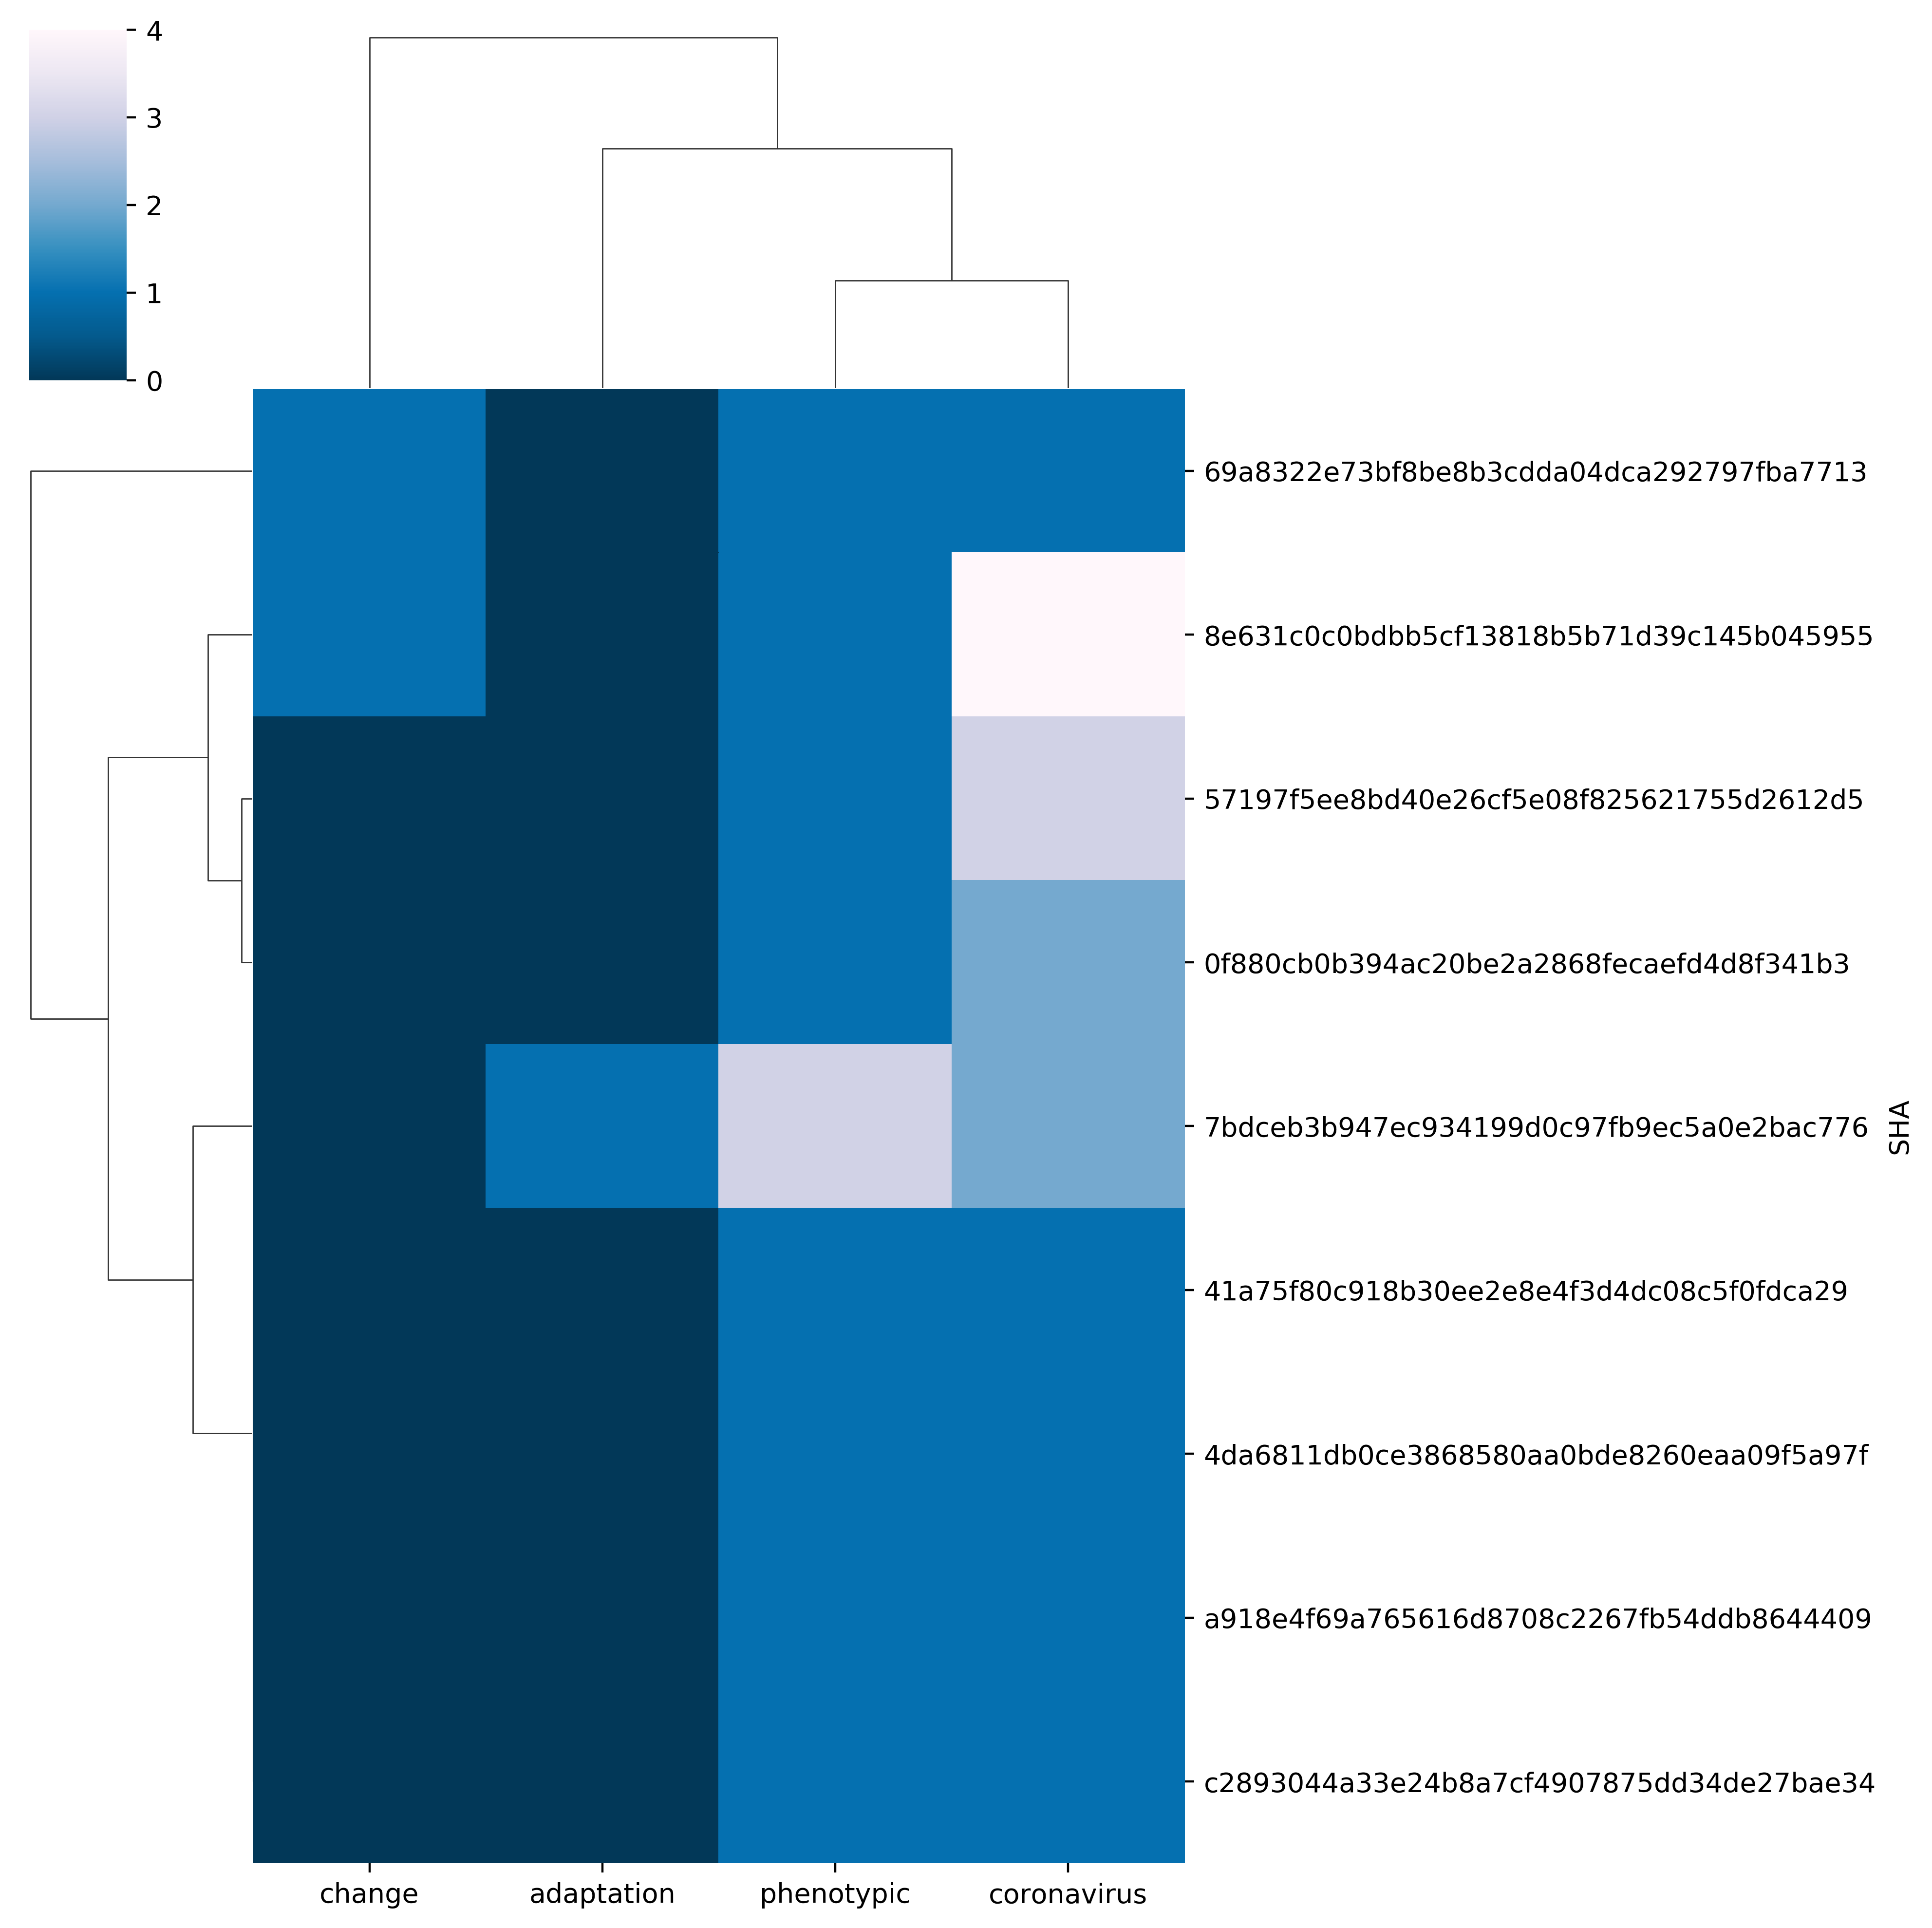 4
3
2
1
0
69a8322e73bf8be8b3cdda04dca292797fba7713
8e631c0c0bdbb5cf13818b5b71d39c145b045955
57197f5ee8bd40e26cf5e08f825621755d2612d5
0f880cb0b394ac20be2a2868fecaefd4d8f341b3
7bdceb3b947ec934199d0c97fb9ec5a0e2bac776
SHA
41a75f80c918b30ee2e8e4f3d4dc08c5f0fdca29
4da6811db0ce3868580aa0bde8260eaa09f5a97f
a918e4f69a765616d8708c2267fb54ddb8644409
c2893044a33e24b8a7cf4907875dd34de27bae34
change adaptation phenotypic coronavirus